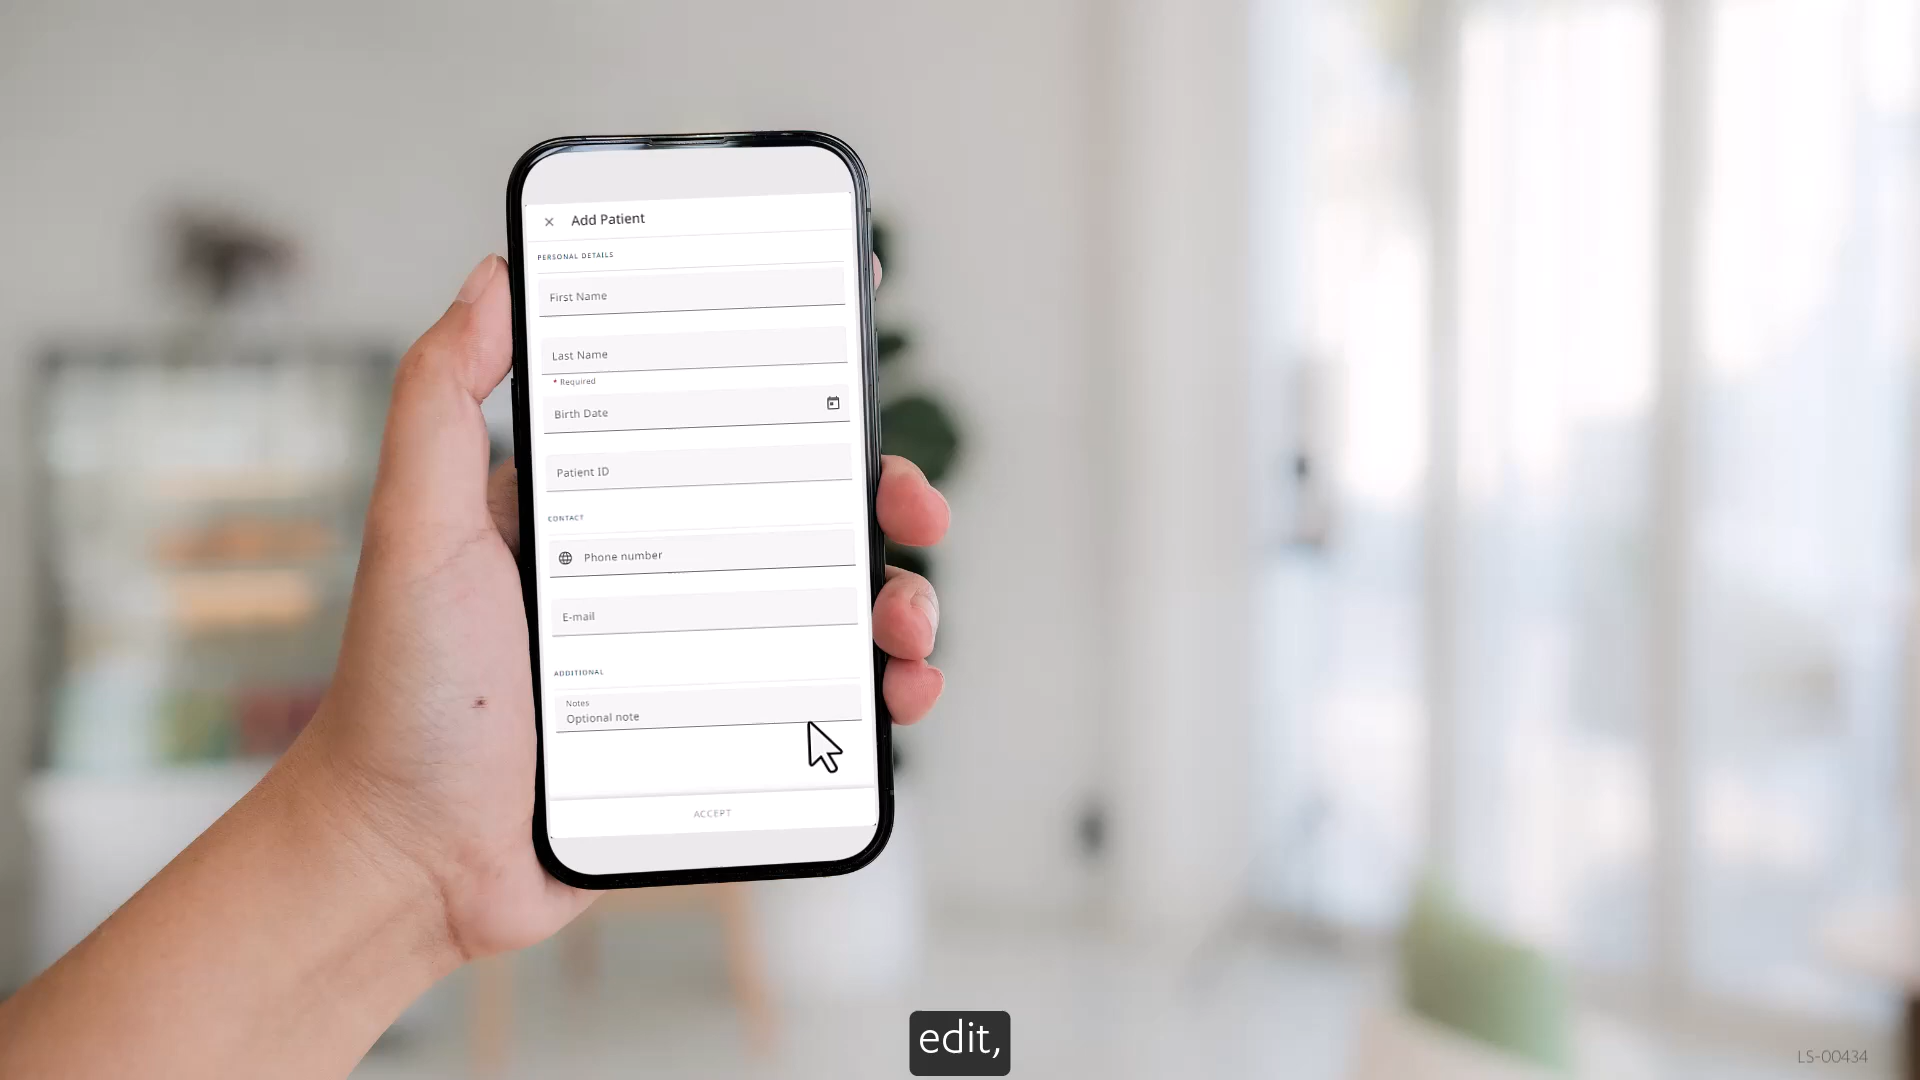 Add Patient
PERSONAL DETAILS
First Name
Last Name
* Required
Birth Date
Patient ID
CONTACT
Phone number
E-mail
ADDITIONAL
Notes
Optional note
ACCEPT
edit,
LS-00434